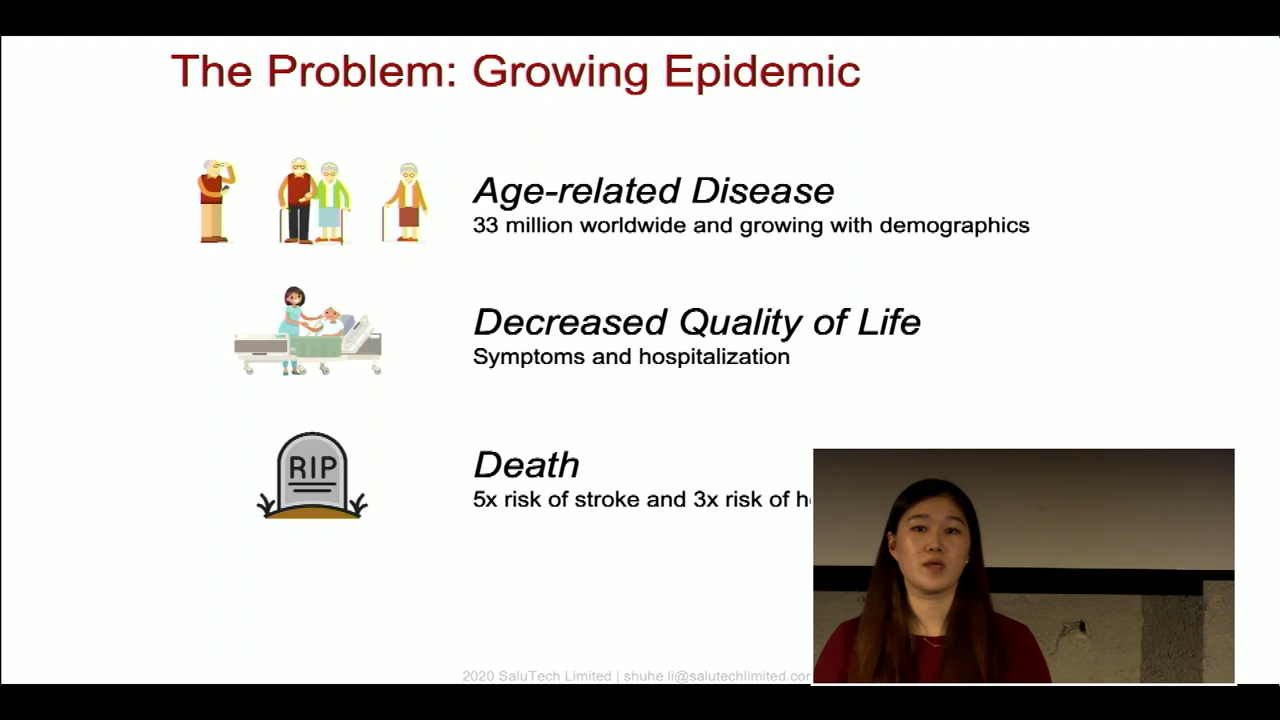 The Problem: Growing Epidemic
Age-related Disease
33 million worldwide and growing with demographics
Decreased Quality of Life
Symptoms and hospitalization
RIP
Death
5x risk of stroke and 3x risk of
2020 SaluTech Limited | shuhe.li@salutechlimited.com